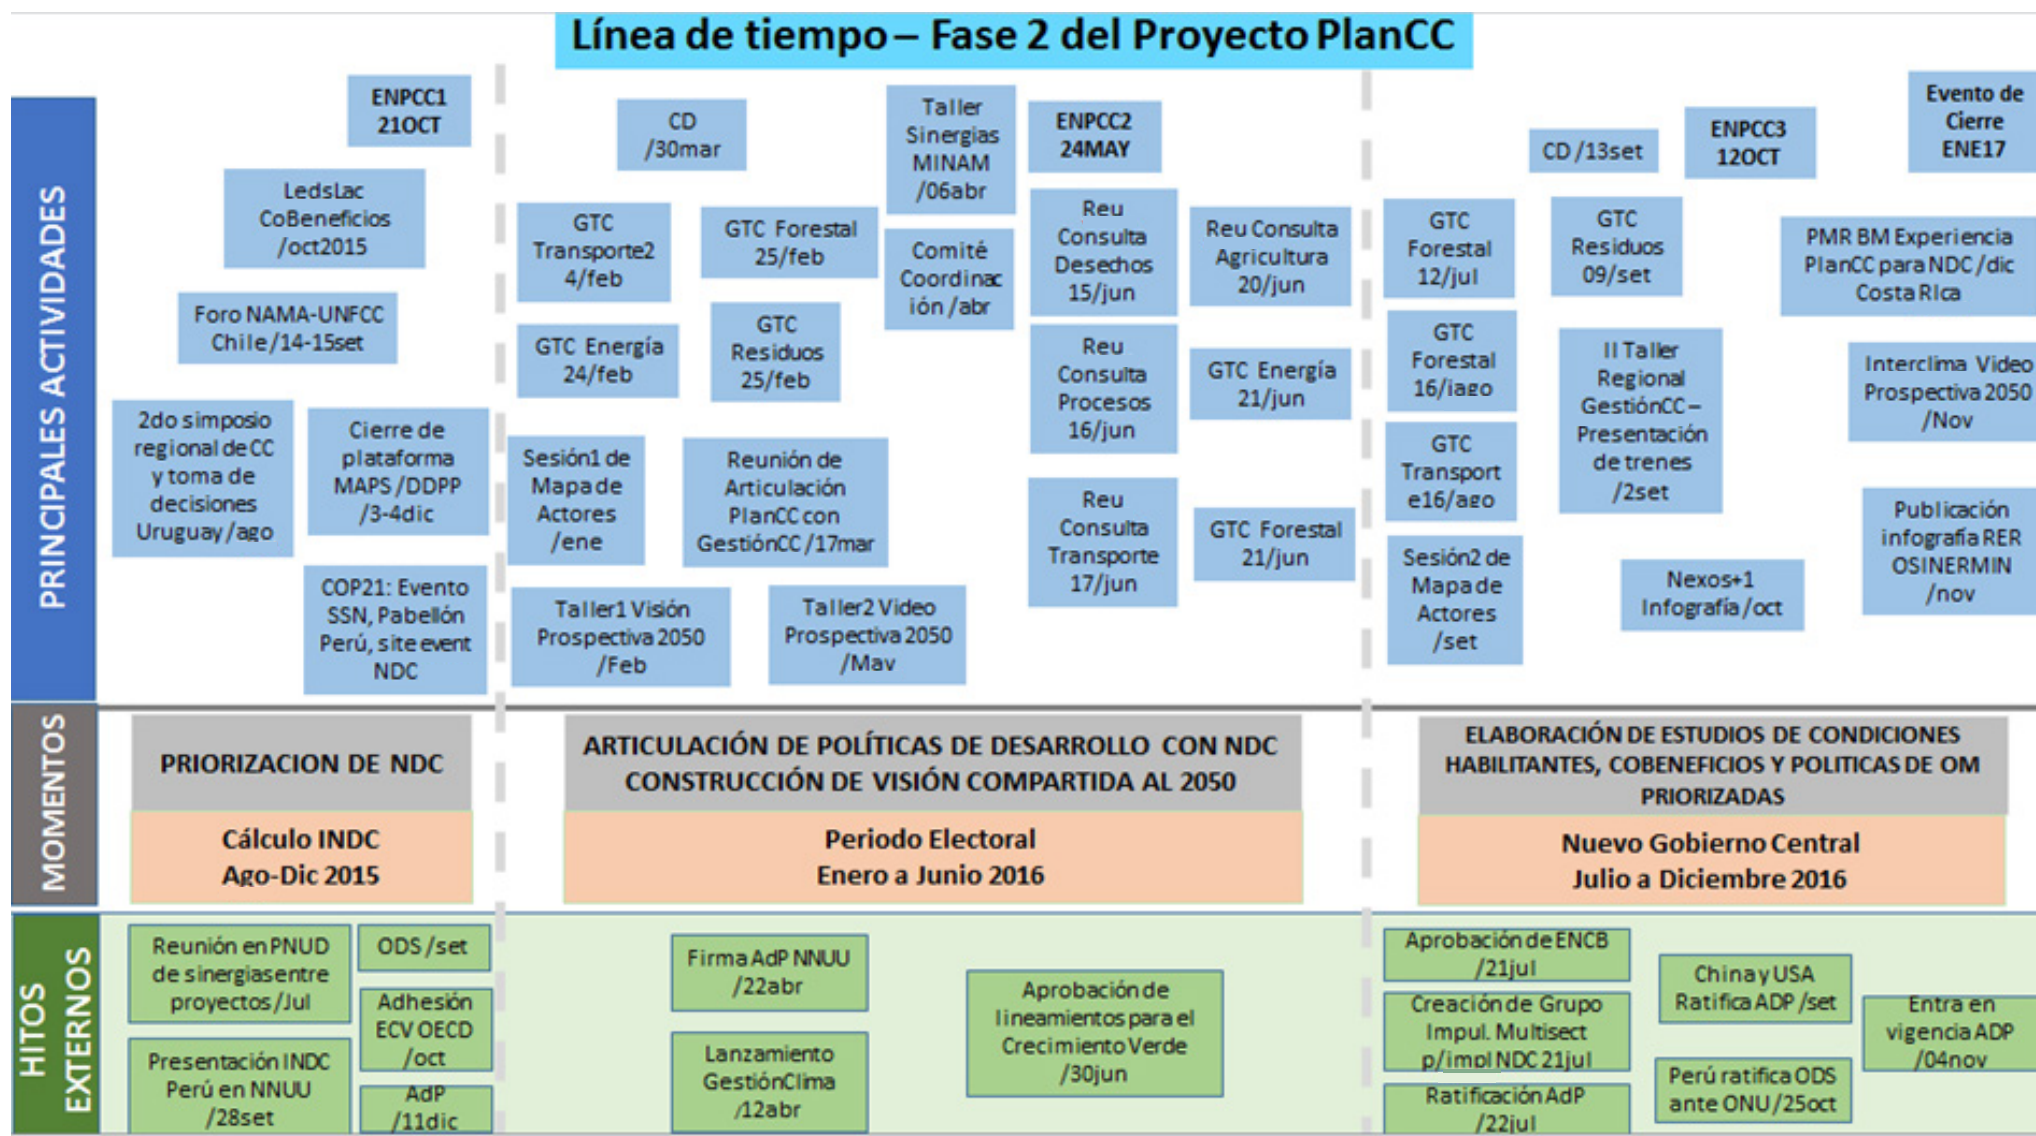 Línea de tiempo – Fase 2 del Proyecto PlanCC
PRINCIPALES ACTIVIDADES
ENPCC1
21OCT
LedsLac
CoBeneficios
/oct2015
Foro NAMA-UNFCC
Chile /14-15set
2do simposio
regional de CC
y toma de
decisiones
Uruguay /ago
Cierre de
plataforma
MAPS /DDPP
/3-4dic
COP21: Evento
SSN, Pabellón
Perú, site event
NDC
CD
/30mar
GTC
Transporte2
4/feb
GTC Forestal
25/feb
GTC Energía
24/feb
GTC
Residuos
25/feb
Sesión1 de
Mapa de
Actores
/ene
Reunión de
Articulación
PlanCC con
GestiónCC /17mar
Taller1 Visión
Prospectiva 2050
/Feb
Taller2 Video
Prospectiva 2050
/May
Taller
Sinergias
MINAM
/06abr
Comité
Coordinac
ión /abr
ENPCC2
24MAY
Reu
Consulta
Desechos
15/jun
Reu
Consulta
Procesos
16/jun
Reu
Consulta
Transporte
17/jun
Reu Consulta
Agricultura
20/jun
GTC Energía
21/jun
GTC Forestal
21/jun
CD /13set
ENPCC3
12OCT
Evento de
Cierre
ENE17
GTC
Forestal
12/jul
GTC
Residuos
09/set
PMR BM Experiencia
PlanCC para NDC /dic
Costa RIca
GTC
Forestal
16/iago
II Taller
Regional
GestiónCC –
Presentación
de trenes
/2set
Interclima Video
Prospectiva 2050
/Nov
GTC
Transport
e16/ago
Sesión2 de
Mapa de
Actores
/set
Nexos+1
Infografía /oct
Publicación
infografía RER
OSINERMIN
/nov
MOMENTOS
PRIORIZACION DE NDC
Cálculo INDC
Ago-Dic 2015
ARTICULACIÓN DE POLÍTICAS DE DESARROLLO CON NDC
CONSTRUCCIÓN DE VISIÓN COMPARTIDA AL 2050
Periodo Electoral
Enero a Junio 2016
ELABORACIÓN DE ESTUDIOS DE CONDICIONES
HABILITANTES, COBENEFICIOS Y POLITICAS DE OM
PRIORIZADAS
Nuevo Gobierno Central
Julio a Diciembre 2016
HITOS
EXTERNOS
Reunión en PNUD
de sinergias entre
proyectos /Jul
Presentación INDC
Perú en NNUU
/28set
ODS /set
Adhesión
ECV OECD
/oct
AdP
/11dic
Firma AdP NNUU
/22abr
Lanzamiento
GestiónClima
/12abr
Aprobación de
lineamientos para el
Crecimiento Verde
/30jun
Aprobación de ENCB
/21jul
Creación de Grupo
Impul. Multisect
p/impl NDC 21jul
Ratificación AdP
/22jul
China y USA
Ratifica ADP /set
Perú ratifica ODS
ante ONU /25oct
Entra en
vigencia ADP
/04nov